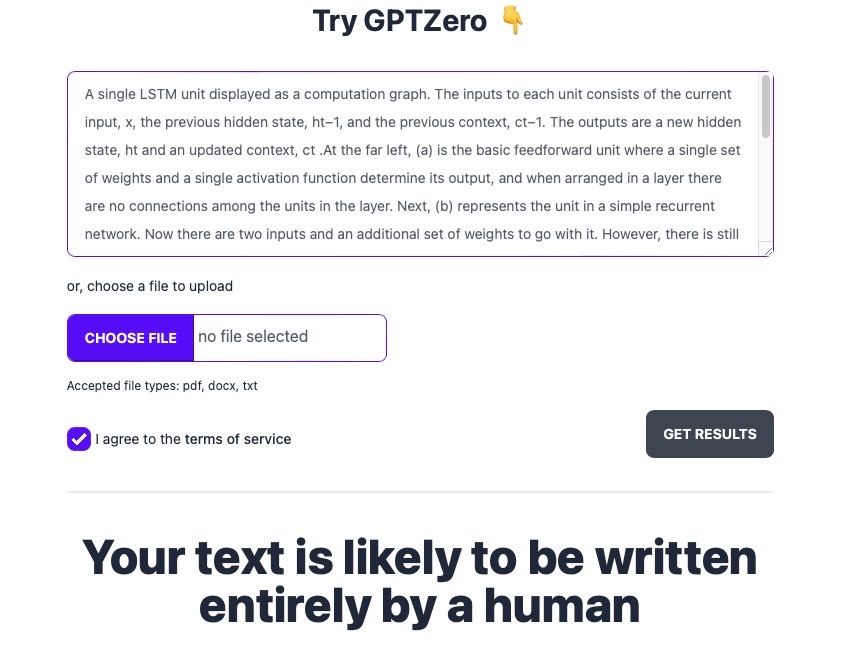 Try GPTZero 👇
A single LSTM unit displayed as a computation graph. The inputs to each unit consists of the current
input, x, the previous hidden state, ht−1, and the previous context, ct−1. The outputs are a new hidden
state, ht and an updated context, ct .At the far left, (a) is the basic feedforward unit where a single set
of weights and a single activation function determine its output, and when arranged in a layer there
are no connections among the units in the layer. Next, (b) represents the unit in a simple recurrent
network. Now there are two inputs and an additional set of weights to go with it. However, there is still
or, choose a file to upload
CHOOSE FILE no file selected
Accepted file types: pdf, docx, txt
I agree to the terms of service
GET RESULTS
Your text is likely to be written
entirely by a human